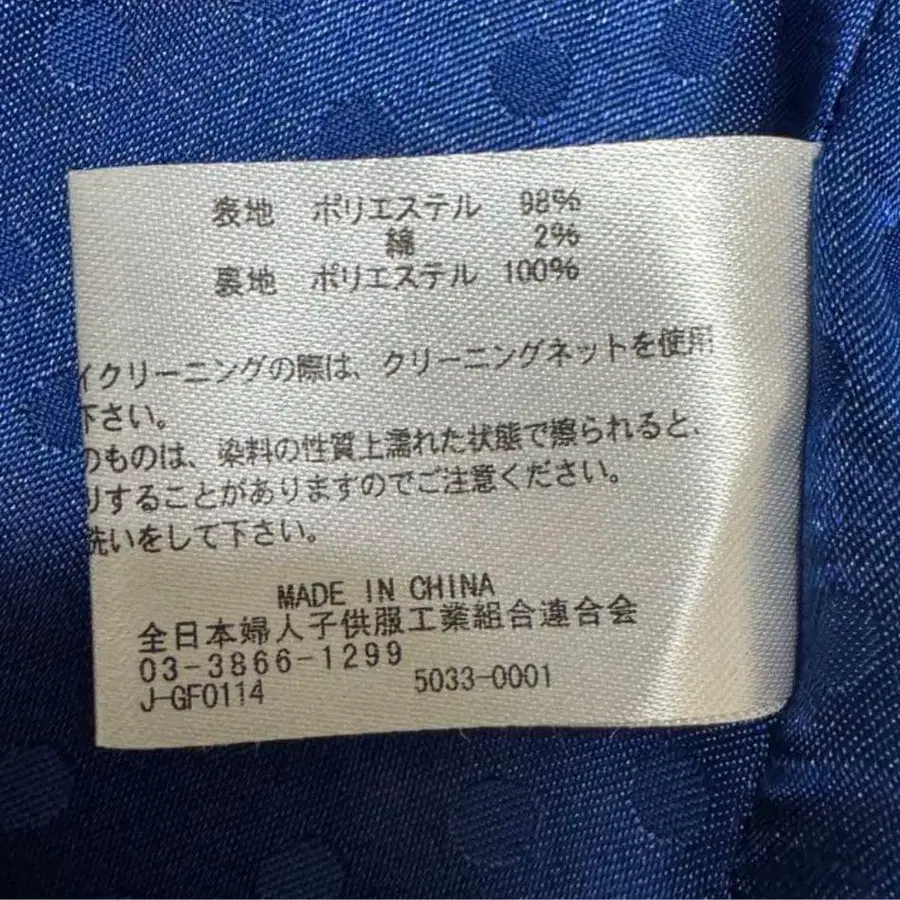 表地 ポリエステル 98%
綿 2%
裏地 ポリエステル 100%
イクリーニングの際は、クリーニングネットを使用
下さい。
のものは、染料の性質上濡れた状態で擦られると、
りすることがありますのでご注意ください。
洗いをして下さい。
MADE IN CHINA
全日本婦人子供服工業組合連合会
03-3866-1299
J-GF0114 5033-0001